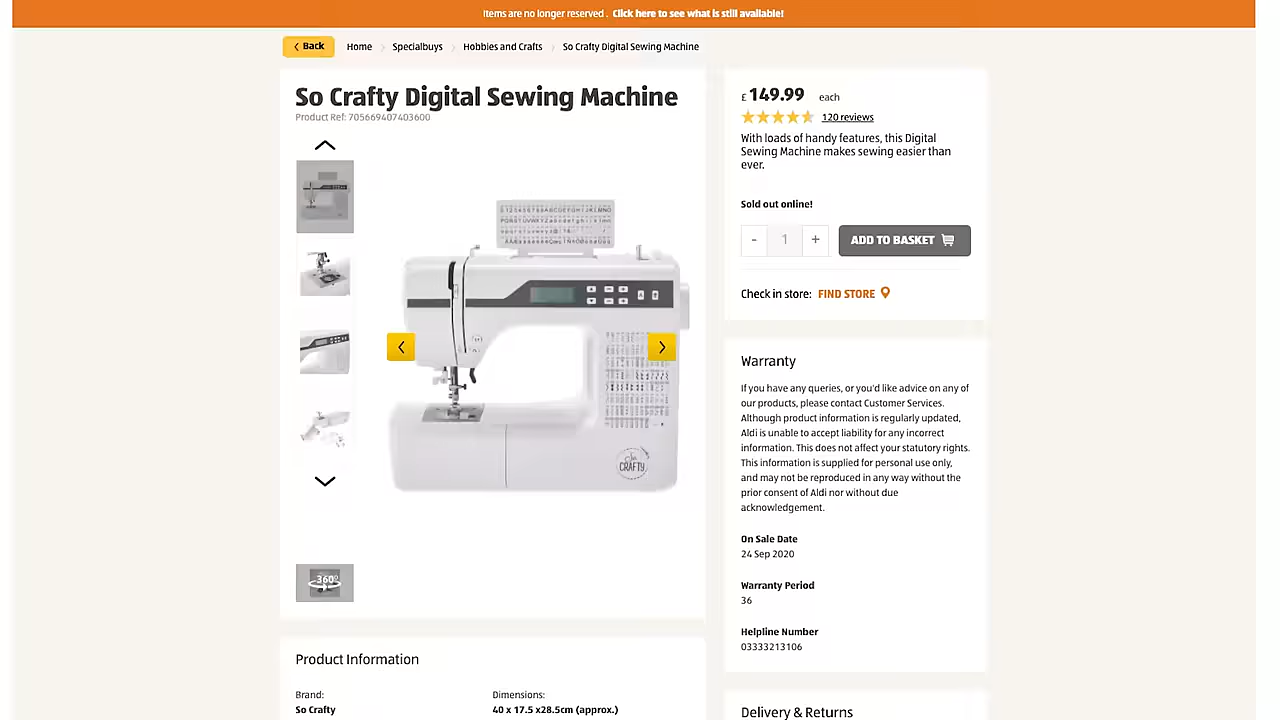 Items are no longer reserved . Click here to see what is still available!
Back
Home
Specialbuys
Hobbies and Crafts
So Crafty Digital Sewing Machine
So Crafty Digital Sewing Machine
Product Ref: 705669407403600
360°
CRAFTY
£ 149.99 each
120 reviews
With loads of handy features, this Digital
Sewing Machine makes sewing easier than
ever.
Sold out online!
- 1 +
ADD TO BASKET
Check in store: FIND STORE
Warranty
If you have any queries, or you'd like advice on any of
our products, please contact Customer Services.
Although product information is regularly updated,
Aldi is unable to accept liability for any incorrect
information. This does not affect your statutory rights.
This information is supplied for personal use only,
and may not be reproduced in any way without the
prior consent of Aldi nor without due
acknowledgement.
On Sale Date
24 Sep 2020
Warranty Period
36
Helpline Number
03333213106
Product Information
Brand:
So Crafty
Dimensions:
40 x 17.5 x28.5cm (approx.)
Delivery & Returns